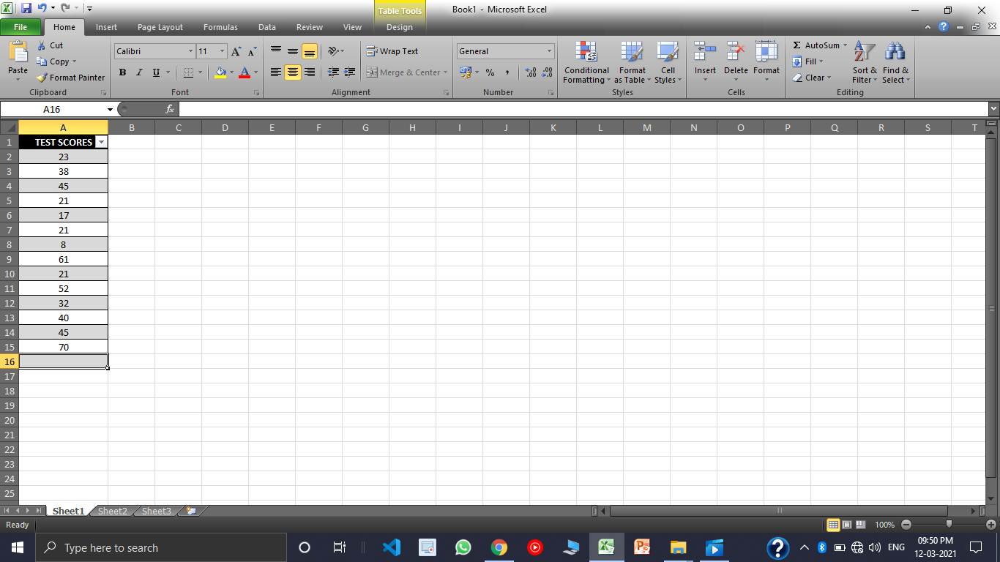 Table Tools
Book1 - Microsoft Excel
File Home Insert Page Layout Formulas Data Review View Design
Paste
Cut
Copy
Format Painter
Clipboard
Calibri 11
B I U A
Font
Wrap Text
Merge & Center
Alignment
General
% ,
Number
Conditional Formatting
Format as Table
Cell Styles
Styles
Insert
Delete
Format
Cells
Σ AutoSum
Fill
Clear
Sort & Filter
Find & Select
Editing
A16 fx
A B C D E F G H I J K L M N O P Q R S T
1 TEST SCORES
2 23
3 38
4 45
5 21
6 17
7 21
8 8
9 61
10 21
11 52
12 32
13 40
14 45
15 70
16
17
18
19
20
21
22
23
24
25
Sheet1 Sheet2 Sheet3
Ready 100%
Type here to search
ENG
09:50 PM
12-03-2021